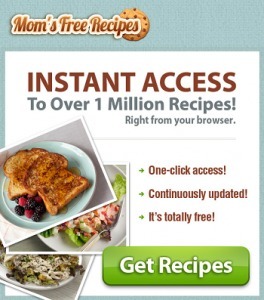 Mom's Free Recipes
INSTANT ACCESS
To Over 1 Million Recipes!
Right from your browser.
One-click access!
Continuously updated!
It's totally free!
Get Recipes